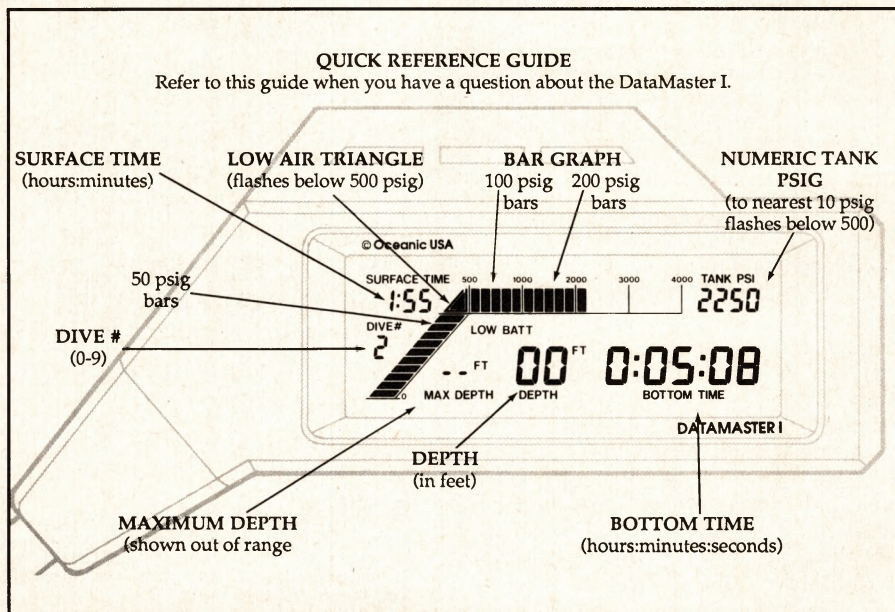 QUICK REFERENCE GUIDE
Refer to this guide when you have a question about the DataMaster I.
SURFACE TIME
(hours:minutes)
LOW AIR TRIANGLE
(flashes below 500 psig)
BAR GRAPH
100 psig
bars
200 psig
bars
NUMERIC TANK
PSIG
(to nearest 10 psig
flashes below 500)
50 psig
bars
DIVE #
(0-9)
© Oceanic USA
SURFACE TIME
1:55
500 1000 2000 3000 4000
TANK PSI
2250
DIVE#
2
LOW BATT
0
-- FT
MAX DEPTH
00 FT
DEPTH
0:05:08
BOTTOM TIME
DATAMASTER I
DEPTH
(in feet)
MAXIMUM DEPTH
(shown out of range
BOTTOM TIME
(hours:minutes:seconds)